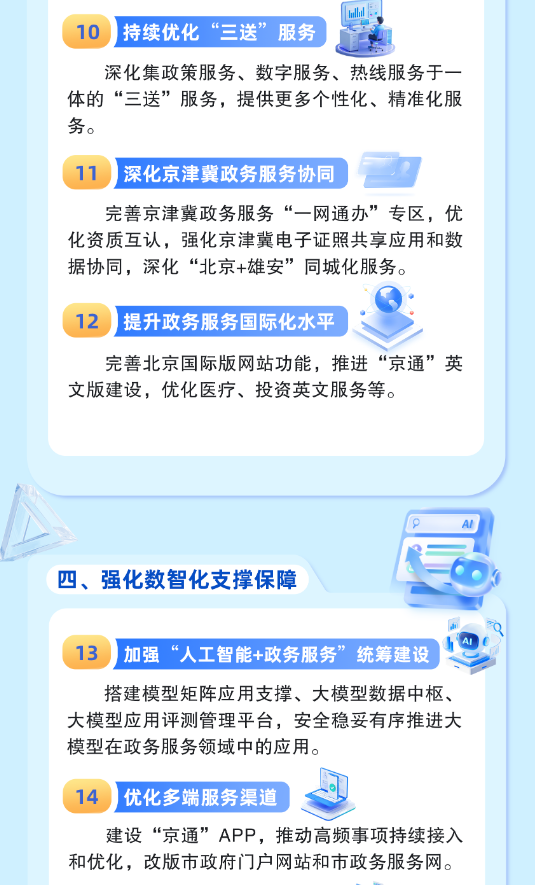 10 持续优化“三送”服务
深化集政策服务、数字服务、热线服务于一
体的“三送”服务，提供更多个性化、精准化服
务。
11 深化京津冀政务服务协同
完善京津冀政务服务“一网通办”专区，优
化资质互认，强化京津冀电子证照共享应用和数
据协同，深化“北京+雄安”同城化服务。
12 提升政务服务国际化水平
完善北京国际版网站功能，推进“京通”英
文版建设，优化医疗、投资英文服务等。
AI
四、强化数智化支撑保障
13 加强“人工智能+政务服务”统筹建设
AI
搭建模型矩阵应用支撑、大模型数据中枢、
大模型应用评测管理平台，安全稳妥有序推进大
模型在政务服务领域中的应用。
14 优化多端服务渠道
建设“京通”APP，推动高频事项持续接入
和优化，改版市政府门户网站和市政务服务网。